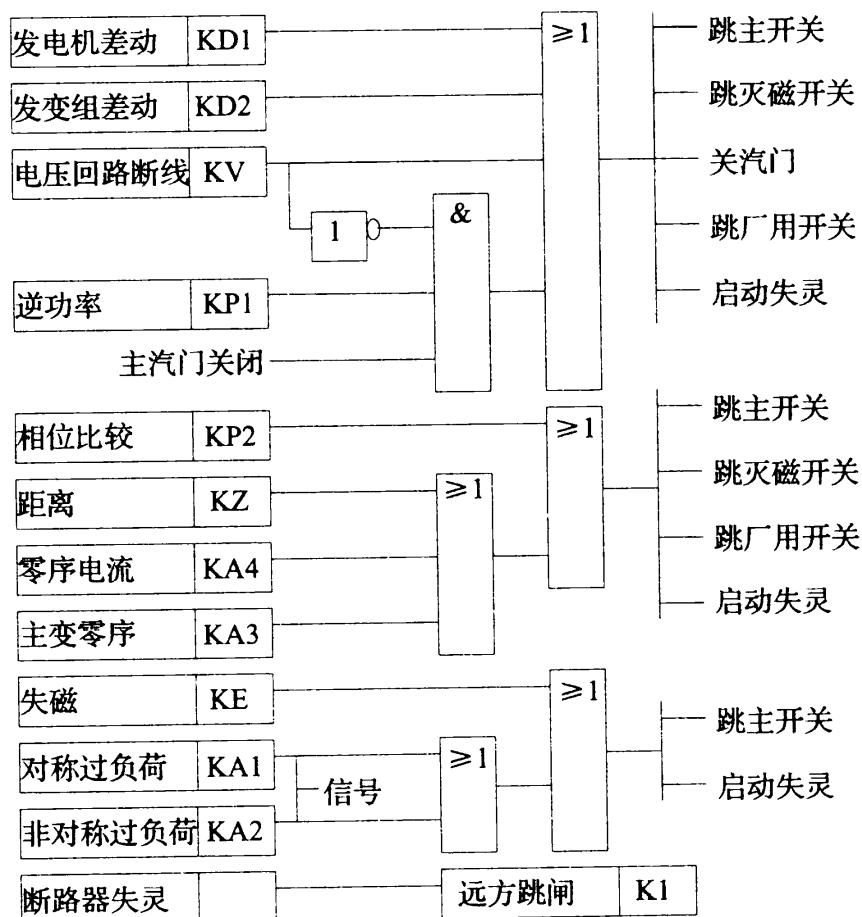 发电机差动 KD1
≥1
跳主开关
发变组差动 KD2
跳灭磁开关
电压回路断线 KV
关汽门
&
1
跳厂用开关
逆功率 KP1
启动失灵
主汽门关闭
相位比较 KP2
≥1
跳主开关
距离 KZ
≥1
跳灭磁开关
零序电流 KA4
跳厂用开关
主变零序 KA3
启动失灵
失磁 KE
≥1
跳主开关
对称过负荷 KA1
≥1
信号
启动失灵
非对称过负荷 KA2
断路器失灵
远方跳闸 K1